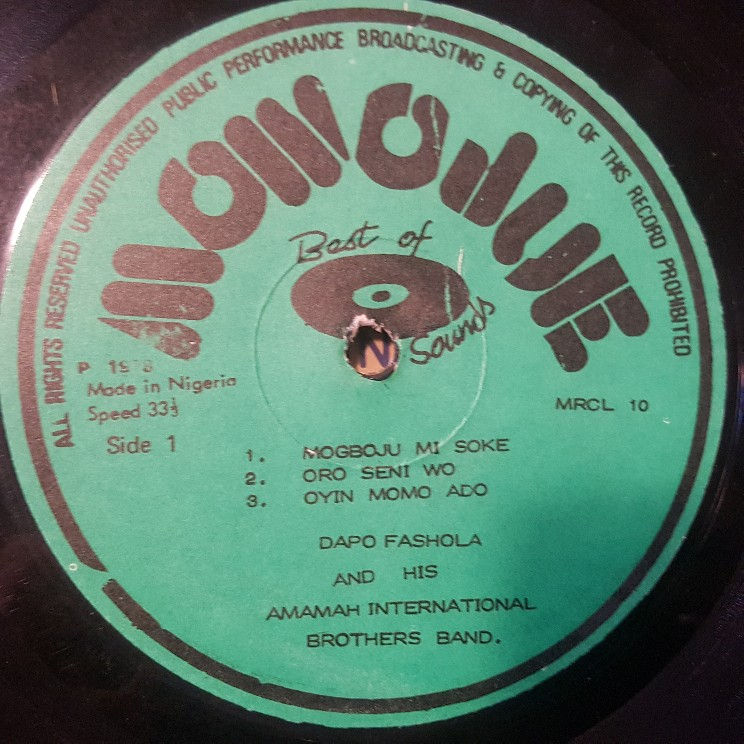 ALL RIGHTS RESERVED UNAUTHORISED PUBLIC PERFORMANCE BROADCASTING & COPYING OF THIS RECORD PROHIBITED
MONODUE
Best of
Sounds
P
Made in Nigeria
Speed 33⅓
Side 1
MRCL 10
1. MOGBOJU MI SOKE
2. ORO SENI WO
3. OYIN MOMO ADO
DAPO FASHOLA
AND HIS
AMAMAH INTERNATIONAL
BROTHERS BAND.